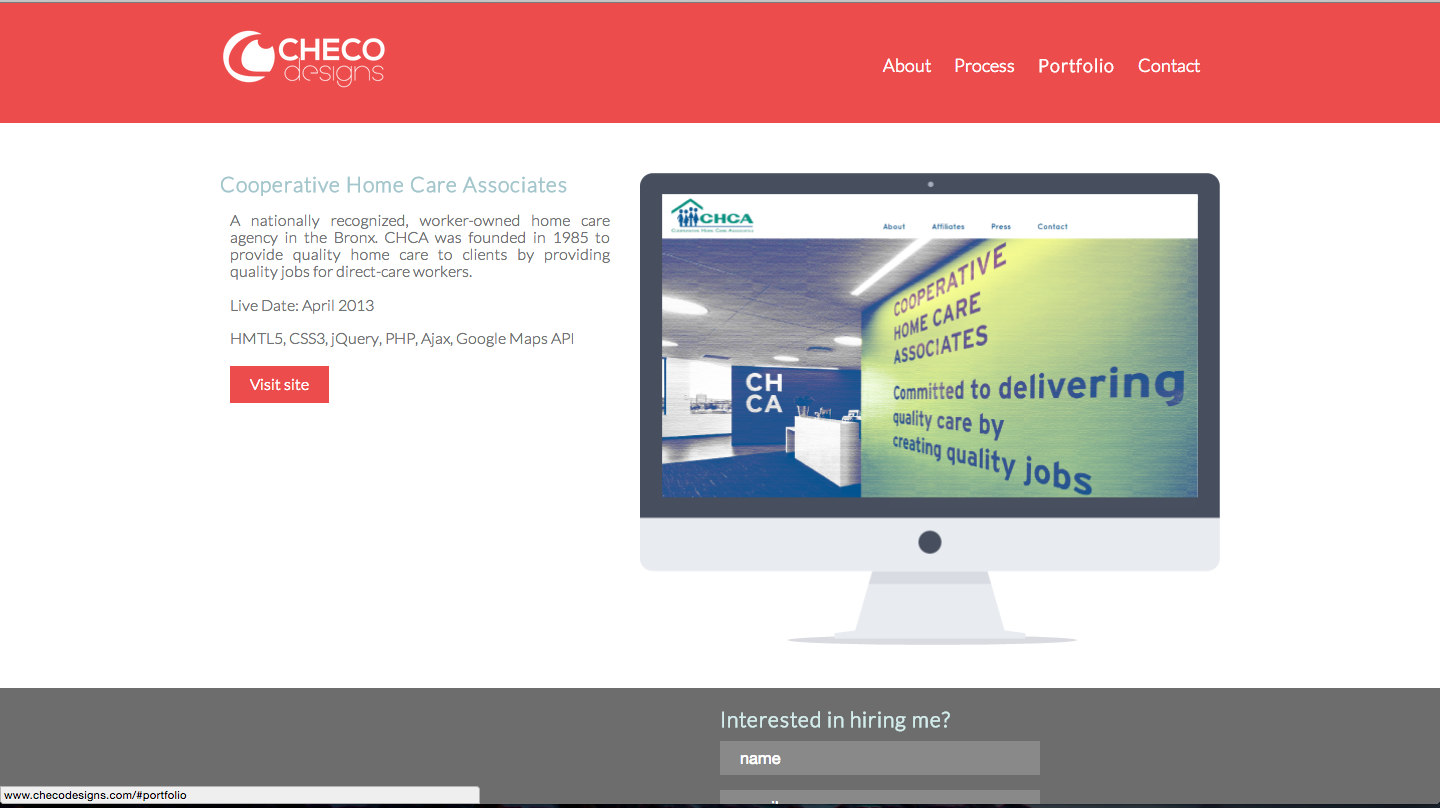 CHECO
designs
About Process Portfolio Contact
Cooperative Home Care Associates
A nationally recognized, worker-owned home care
agency in the Bronx. CHCA was founded in 1985 to
provide quality home care to clients by providing
quality jobs for direct-care workers.
Live Date: April 2013
HMTL5, CSS3, jQuery, PHP, Ajax, Google Maps API
Visit site
CHCA
Cooperative Home Care Associates
About Affiliates Press Contact
COOPERATIVE
HOME CARE
ASSOCIATES
Committed to delivering
quality care by
creating quality jobs
CH
CA
Interested in hiring me?
name
www.checodesigns.com/#portfolio